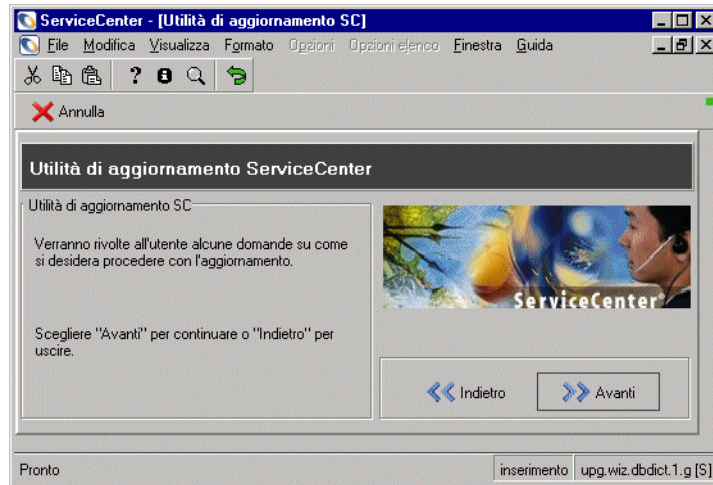 ServiceCenter - [Utilità di aggiornamento SC]
File Modifica Visualizza Formato Opzioni Opzioni elenco Finestra Guida
Annulla
Utilità di aggiornamento ServiceCenter
Utilità di aggiornamento SC
Verranno rivolte all'utente alcune domande su come
si desidera procedere con l'aggiornamento.
Scegliere "Avanti" per continuare o "Indietro" per
uscire.
ServiceCenter®
Indietro Avanti
Pronto inserimento upg.wiz.dbdict.1.g [S]